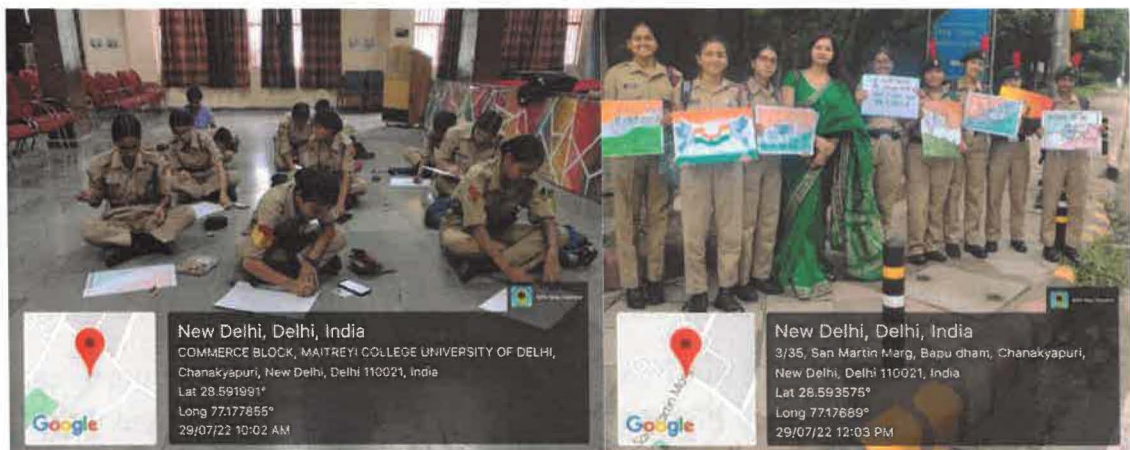 New Delhi, Delhi, India
COMMERCE BLOCK, MAITREYI COLLEGE UNIVERSITY OF DELHI,
Chanakyapuri, New Delhi, Delhi 110021, India
Lat 28.591991°
Long 77.177855°
29/07/22 10:02 AM
Google
New Delhi, Delhi, India
3/35, San Martin Marg, Bapu dham, Chanakyapuri,
New Delhi, Delhi 110021, India
Lat 28.593575°
Long 77.17689°
29/07/22 12:03 PM
Google